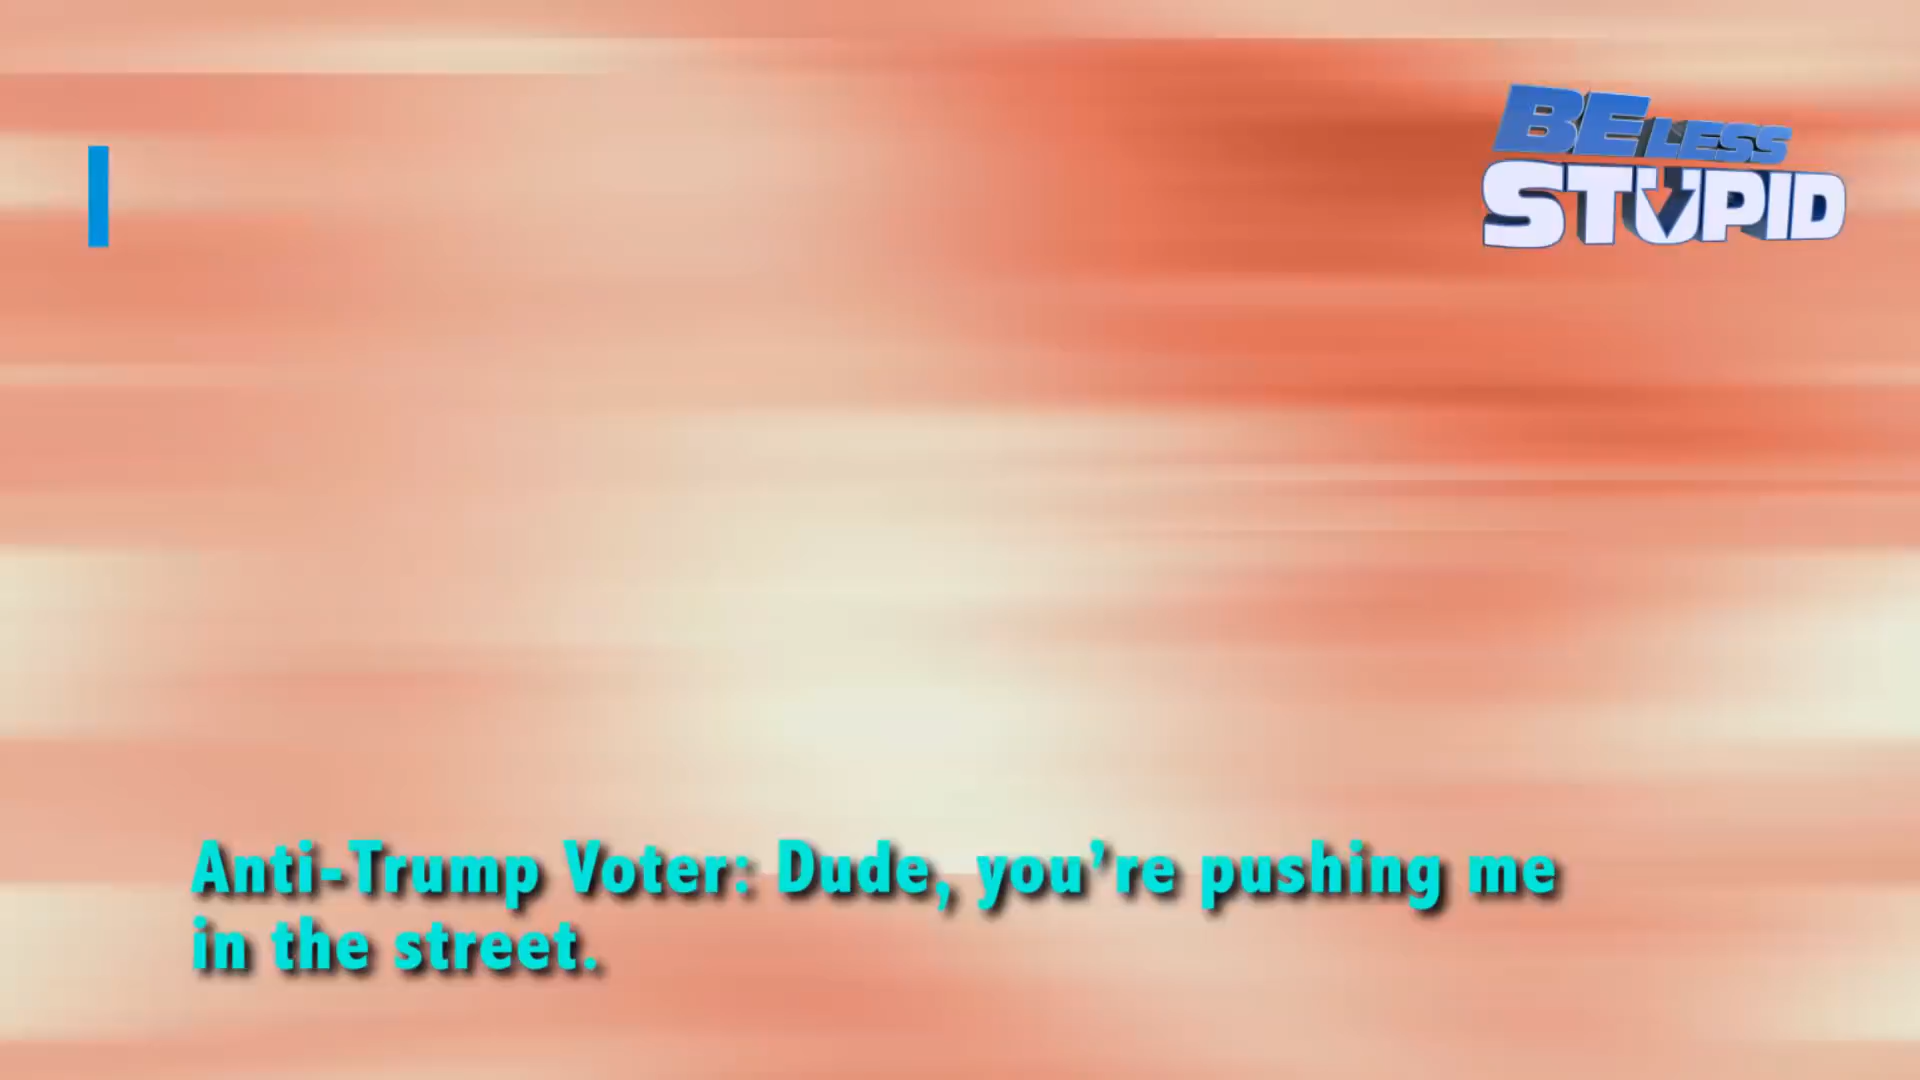 BE LESS
STUPID
Anti-Trump Voter: Dude, you're pushing me
in the street.